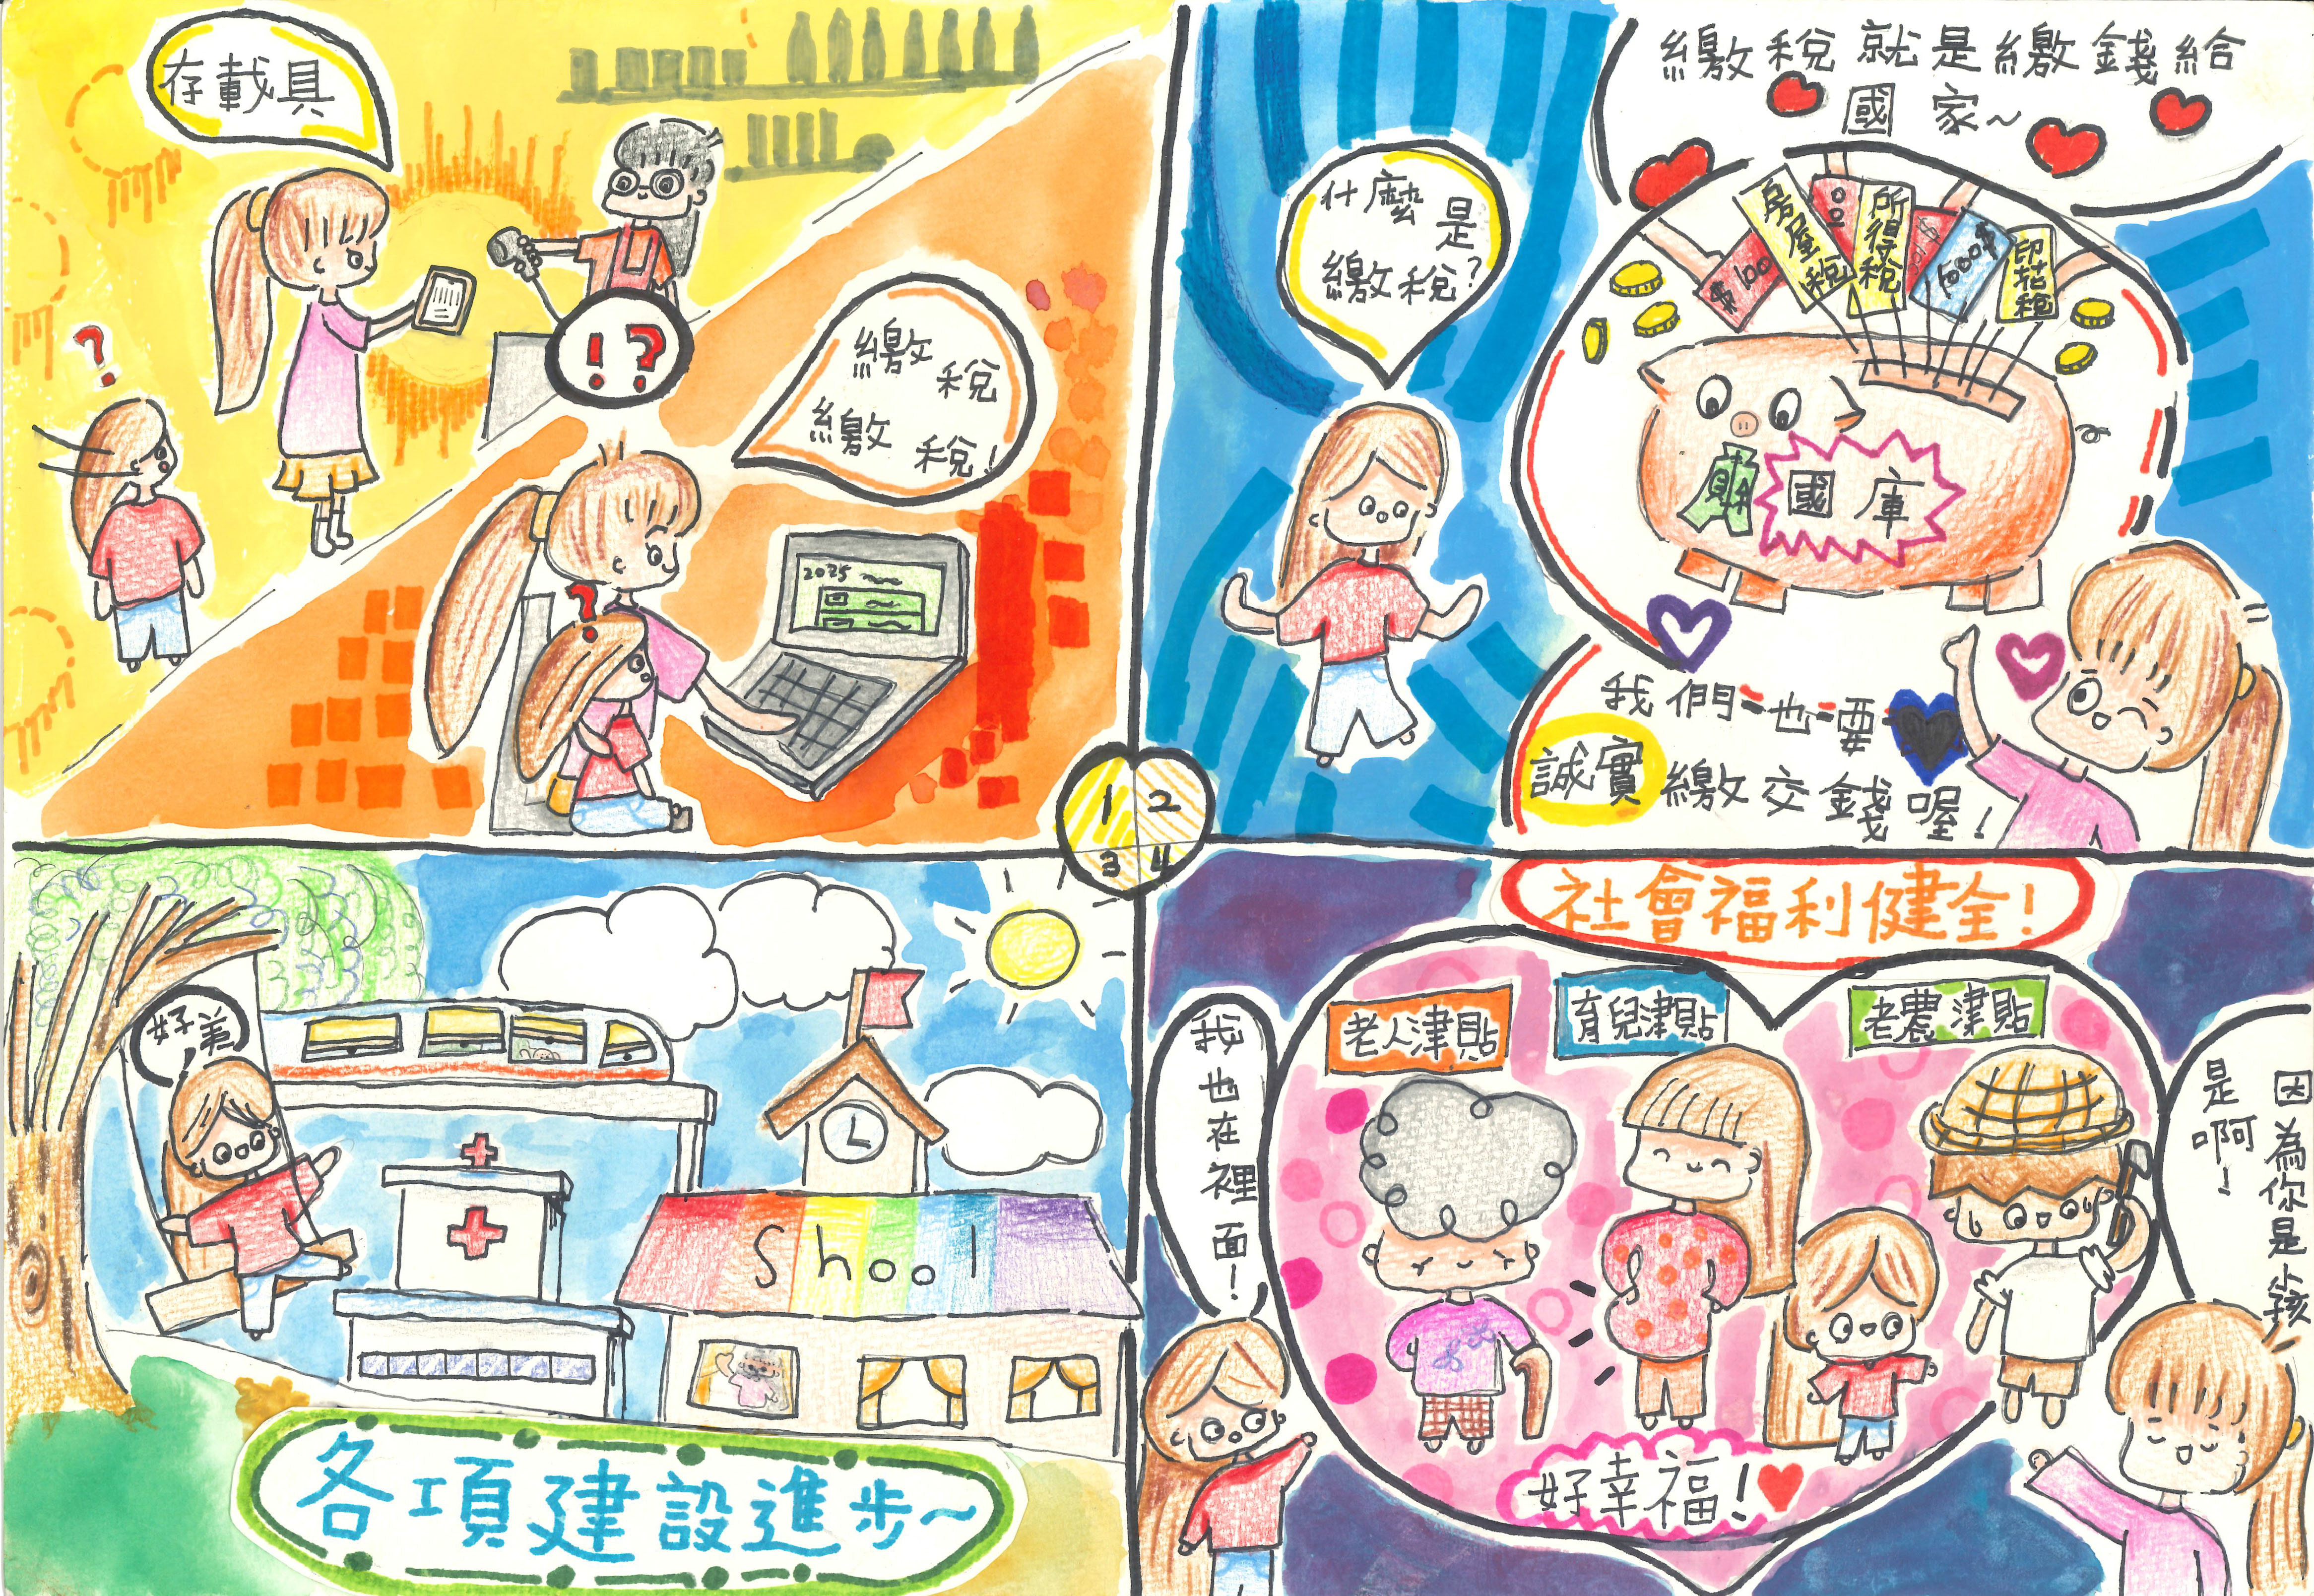 存載具
?
!?
繳稅
繳稅!
2025
什麼是
繳稅?
繳稅就是繳錢給
國家~
$100
房屋稅
所得稅
1000$
印花稅
財
國庫
我們也要
誠實繳交錢喔!
1 2
3 4
好美
Shool
各項建設進步~
社會福利健全!
老人津貼
育兒津貼
老農津貼
我也在裡面!
好幸福!
是啊!
因為你是小孩